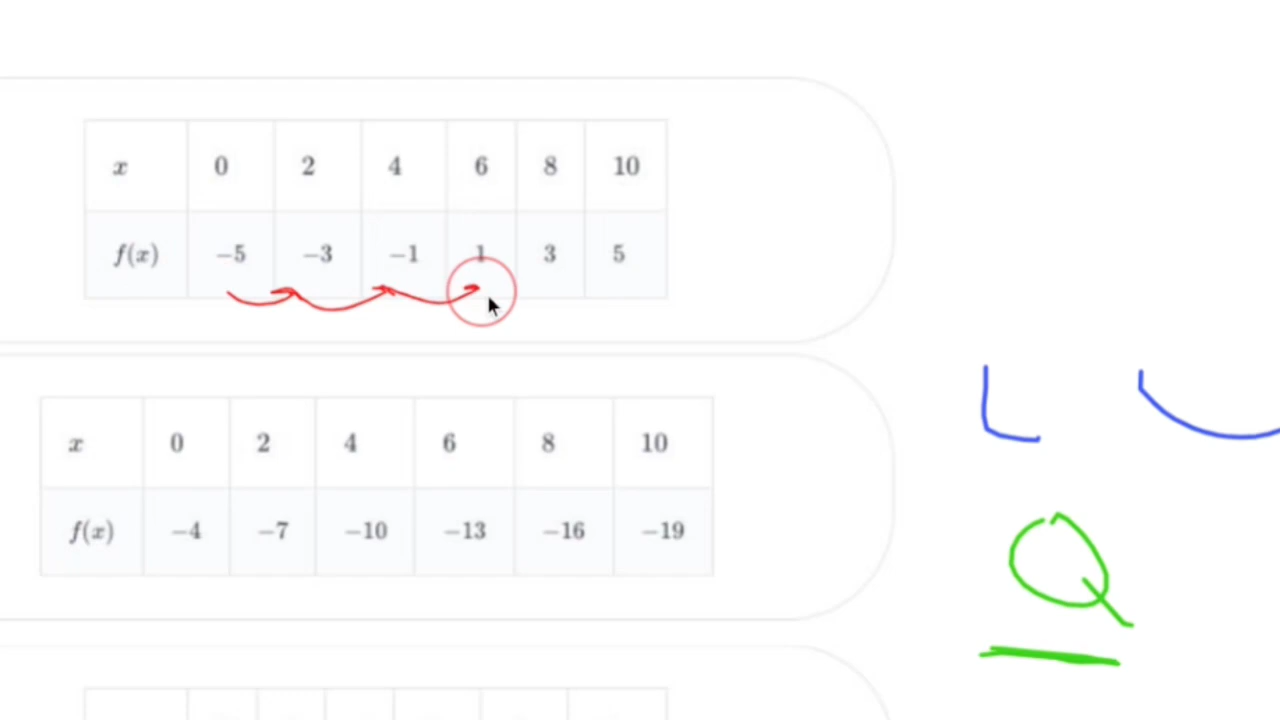 x 0 2 4 6 8 10
f(x) −5 −3 −1 1 3 5
x 0 2 4 6 8 10
f(x) −4 −7 −10 −13 −16 −19
L
Q